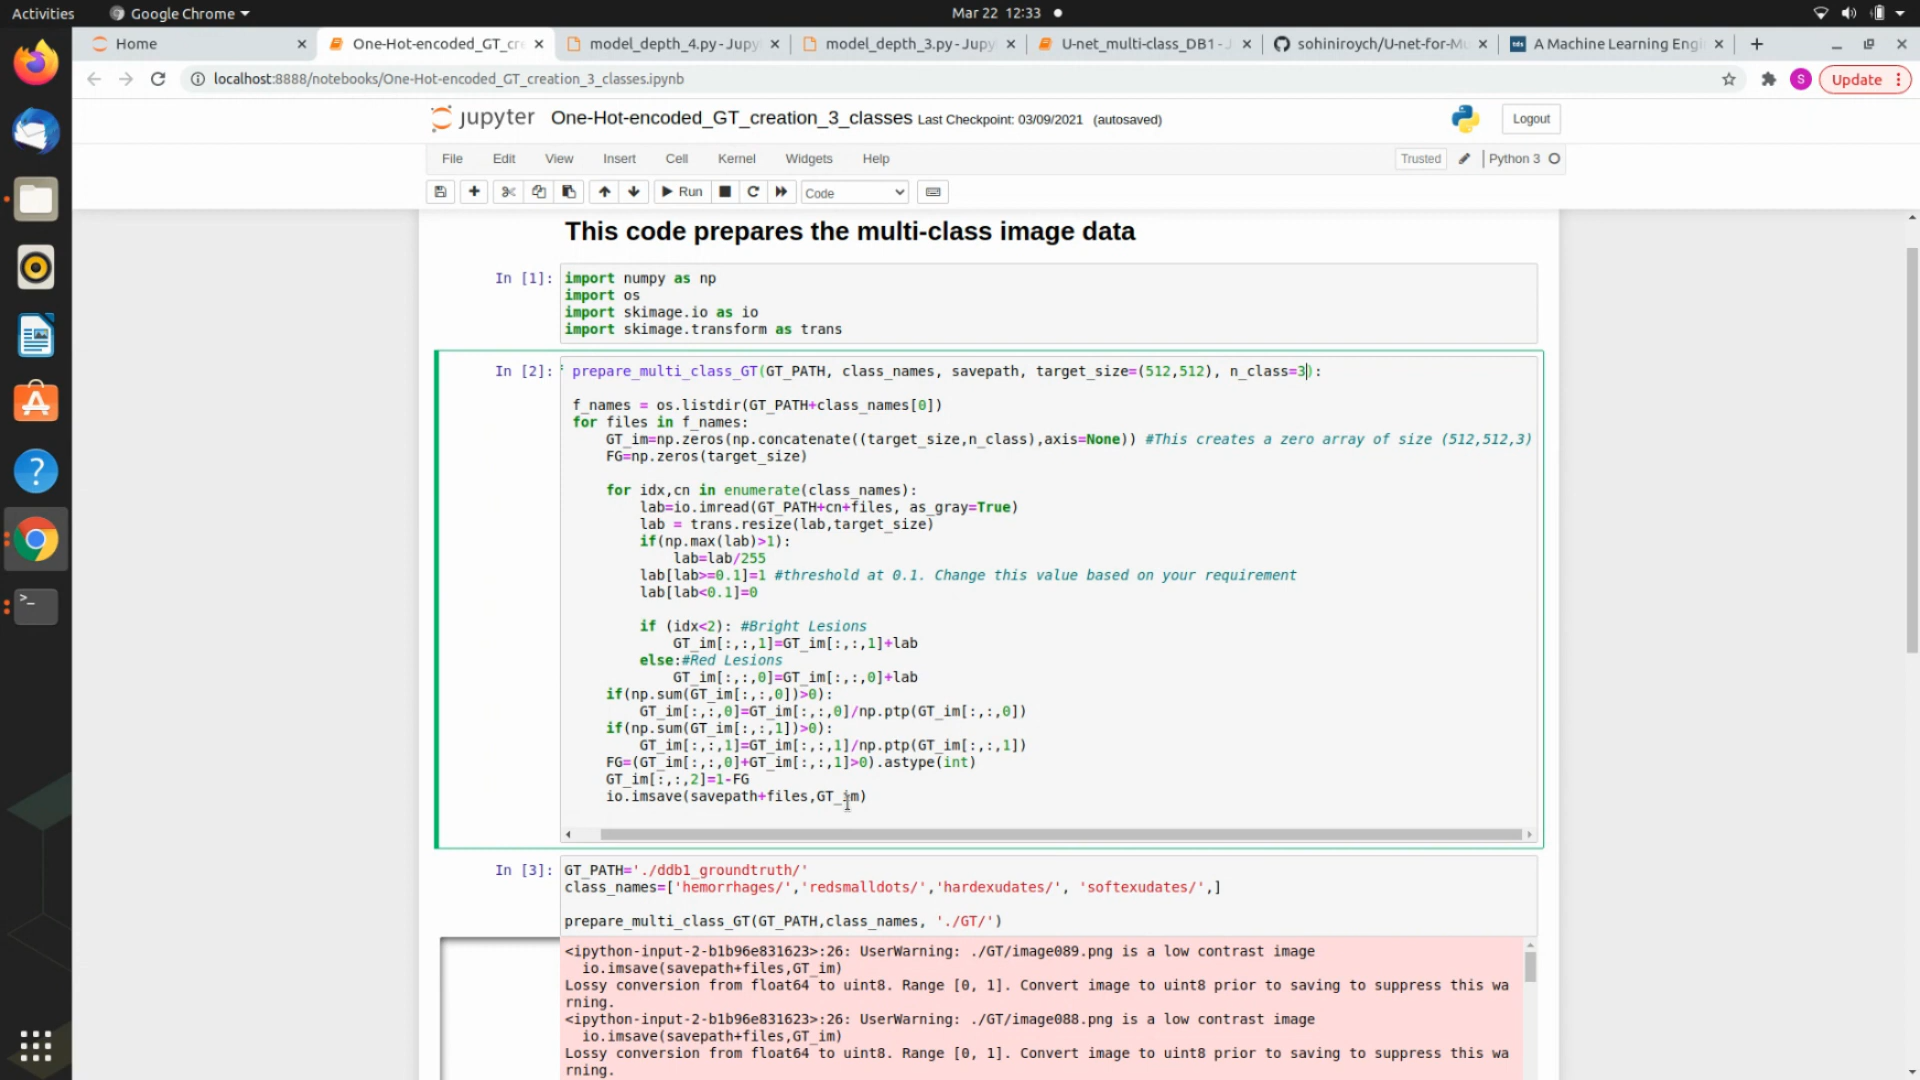 Activities
Google Chrome
Mar 22 12:33
Home
One-Hot-encoded_GT_cre
model_depth_4.py - Jupy
model_depth_3.py - Jupy
U-net_multi-class_DB1 - J
sohiniroych/U-net-for-Mu
tds
A Machine Learning Engi
localhost:8888/notebooks/One-Hot-encoded_GT_creation_3_classes.ipynb
S
Update
jupyter
One-Hot-encoded_GT_creation_3_classes
Last Checkpoint: 03/09/2021 (autosaved)
Logout
File
Edit
View
Insert
Cell
Kernel
Widgets
Help
Trusted
Python 3
Run
Code
This code prepares the multi-class image data
In [1]:
import numpy as np
import os
import skimage.io as io
import skimage.transform as trans
In [2]:
prepare_multi_class_GT(GT_PATH, class_names, savepath, target_size=(512,512), n_class=3):
f_names = os.listdir(GT_PATH+class_names[0])
for files in f_names:
GT_im=np.zeros(np.concatenate((target_size,n_class),axis=None)) #This creates a zero array of size (512,512,3)
FG=np.zeros(target_size)
for idx,cn in enumerate(class_names):
lab=io.imread(GT_PATH+cn+files, as_gray=True)
lab = trans.resize(lab,target_size)
if(np.max(lab)>1):
lab=lab/255
lab[lab>=0.1]=1 #threshold at 0.1. Change this value based on your requirement
lab[lab<0.1]=0
if (idx<2): #Bright Lesions
GT_im[:,:,1]=GT_im[:,:,1]+lab
else:#Red Lesions
GT_im[:,:,0]=GT_im[:,:,0]+lab
if(np.sum(GT_im[:,:,0])>0):
GT_im[:,:,0]=GT_im[:,:,0]/np.ptp(GT_im[:,:,0])
if(np.sum(GT_im[:,:,1])>0):
GT_im[:,:,1]=GT_im[:,:,1]/np.ptp(GT_im[:,:,1])
FG=(GT_im[:,:,0]+GT_im[:,:,1]>0).astype(int)
GT_im[:,:,2]=1-FG
io.imsave(savepath+files,GT_im)
In [3]:
GT_PATH='./ddb1_groundtruth/'
class_names=['hemorrhages/','redsmalldots/','hardexudates/', 'softexudates/',]
prepare_multi_class_GT(GT_PATH,class_names, './GT/')
<ipython-input-2-b1b96e831623>:26: UserWarning: ./GT/image089.png is a low contrast image
io.imsave(savepath+files,GT_im)
Lossy conversion from float64 to uint8. Range [0, 1]. Convert image to uint8 prior to saving to suppress this wa
rning.
<ipython-input-2-b1b96e831623>:26: UserWarning: ./GT/image088.png is a low contrast image
io.imsave(savepath+files,GT_im)
Lossy conversion from float64 to uint8. Range [0, 1]. Convert image to uint8 prior to saving to suppress this wa
rning.